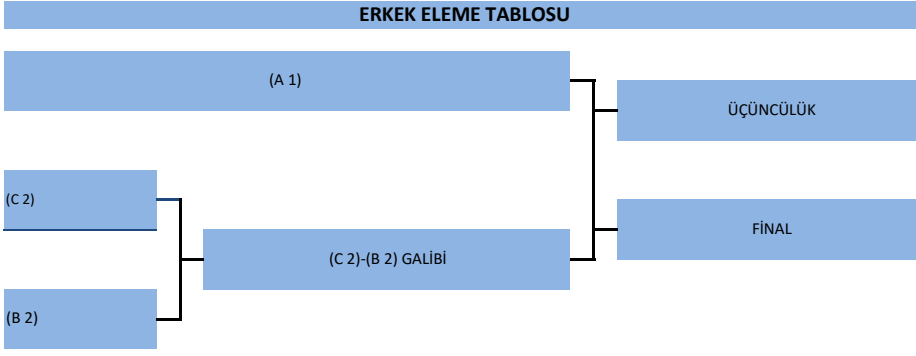 ERKEK ELEME TABLOSU
(A 1)
ÜÇÜNCÜLÜK
(C 2)
FİNAL
(C 2)-(B 2) GALİBİ
(B 2)